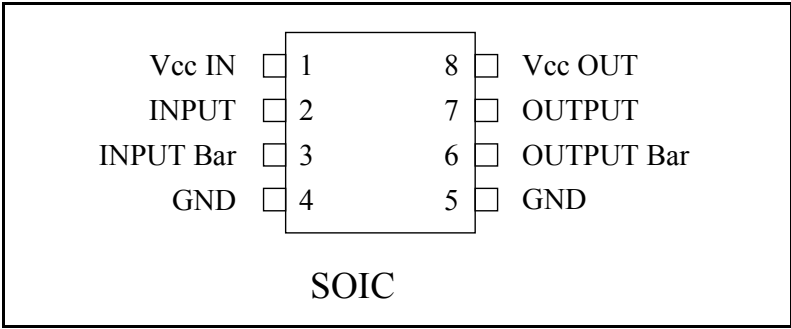 Vcc IN 1 8 Vcc OUT
INPUT 2 7 OUTPUT
INPUT Bar 3 6 OUTPUT Bar
GND 4 5 GND
SOIC